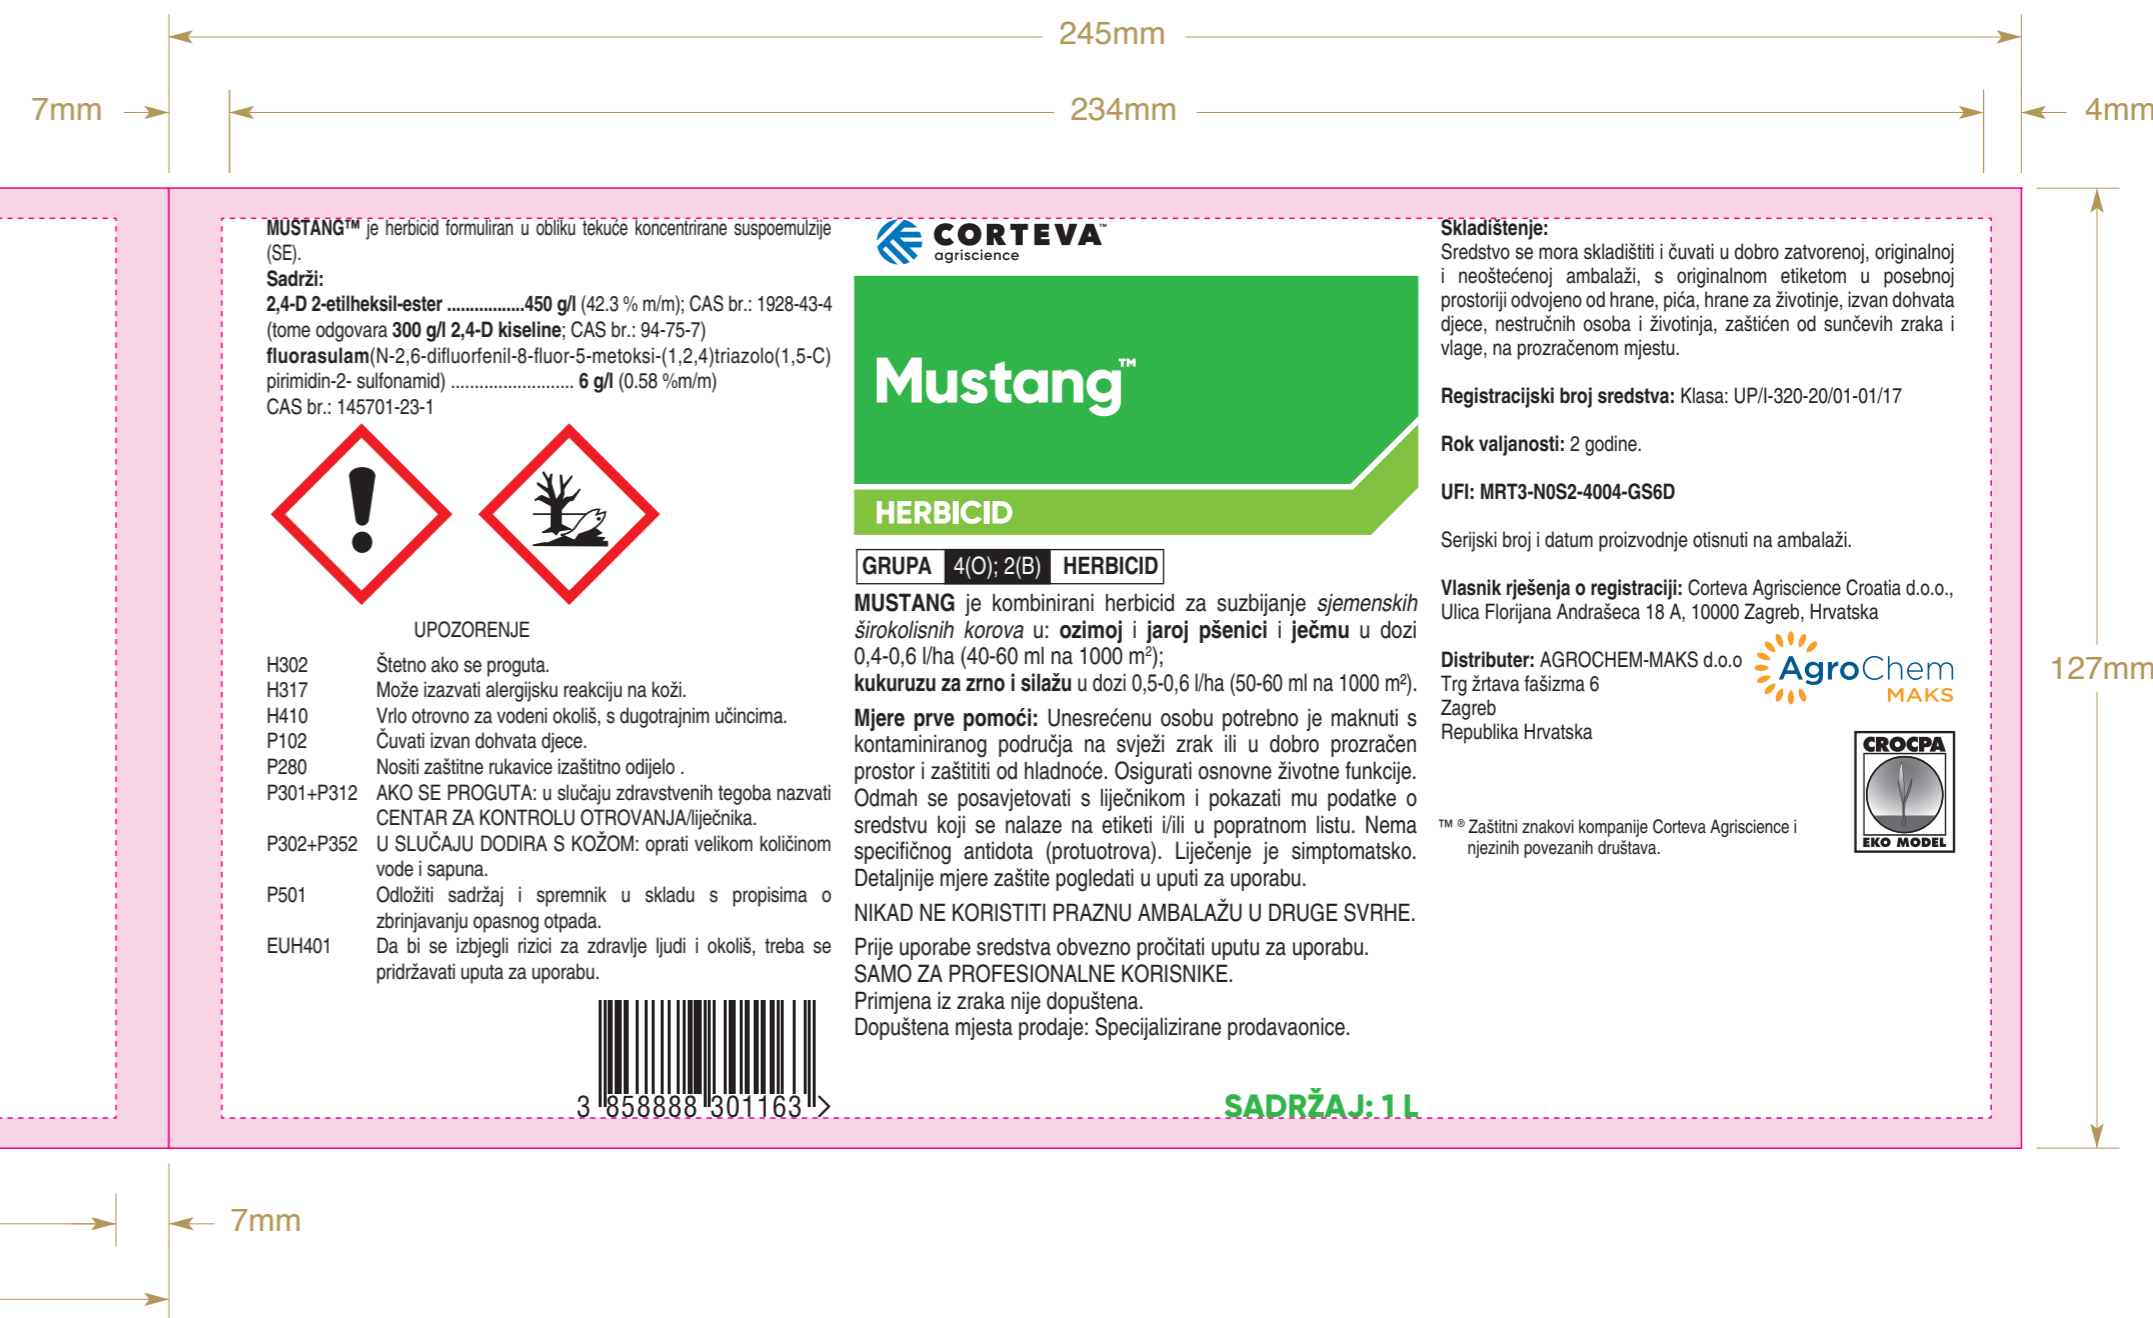 245mm
7mm
234mm
4mm
MUSTANG™ je herbicid formuliran u obliku tekuće koncentrirane suspoemulzije
(SE).
Sadrži:
2,4-D 2-etilheksil-ester .................450 g/l (42.3 % m/m); CAS br.: 1928-43-4
(tome odgovara 300 g/l 2,4-D kiseline; CAS br.: 94-75-7)
fluorasulam(N-2,6-difluorfenil-8-fluor-5-metoksi-(1,2,4)triazolo(1,5-C)
pirimidin-2- sulfonamid) .......................... 6 g/l (0.58 %m/m)
CAS br.: 145701-23-1
UPOZORENJE
H302 Štetno ako se proguta.
H317 Može izazvati alergijsku reakciju na koži.
H410 Vrlo otrovno za vodeni okoliš, s dugotrajnim učincima.
P102 Čuvati izvan dohvata djece.
P280 Nositi zaštitne rukavice izaštitno odijelo .
P301+P312 AKO SE PROGUTA: u slučaju zdravstvenih tegoba nazvati
CENTAR ZA KONTROLU OTROVANJA/liječnika.
P302+P352 U SLUČAJU DODIRA S KOŽOM: oprati velikom količinom
vode i sapuna.
P501 Odložiti sadržaj i spremnik u skladu s propisima o
zbrinjavanju opasnog otpada.
EUH401 Da bi se izbjegli rizici za zdravlje ljudi i okoliš, treba se
pridržavati uputa za uporabu.
3 858888 301163 >
CORTEVA™
agriscience
Mustang™
HERBICID
GRUPA 4(O); 2(B) HERBICID
MUSTANG je kombinirani herbicid za suzbijanje sjemenskih
širokolisnih korova u: ozimoj i jaroj pšenici i ječmu u dozi
0,4-0,6 l/ha (40-60 ml na 1000 m²);
kukuruzu za zrno i silažu u dozi 0,5-0,6 l/ha (50-60 ml na 1000 m²).
Mjere prve pomoći: Unesrećenu osobu potrebno je maknuti s
kontaminiranog područja na svježi zrak ili u dobro prozračen
prostor i zaštititi od hladnoće. Osigurati osnovne životne funkcije.
Odmah se posavjetovati s liječnikom i pokazati mu podatke o
sredstvu koji se nalaze na etiketi i/ili u popratnom listu. Nema
specifičnog antidota (protuotrova). Liječenje je simptomatsko.
Detaljnije mjere zaštite pogledati u uputi za uporabu.
NIKAD NE KORISTITI PRAZNU AMBALAŽU U DRUGE SVRHE.
Prije uporabe sredstva obvezno pročitati uputu za uporabu.
SAMO ZA PROFESIONALNE KORISNIKE.
Primjena iz zraka nije dopuštena.
Dopuštena mjesta prodaje: Specijalizirane prodavaonice.
SADRŽAJ: 1 L
Skladištenje:
Sredstvo se mora skladištiti i čuvati u dobro zatvorenoj, originalnoj
i neoštećenoj ambalaži, s originalnom etiketom u posebnoj
prostoriji odvojeno od hrane, pića, hrane za životinje, izvan dohvata
djece, nestručnih osoba i životinja, zaštićen od sunčevih zraka i
vlage, na prozračenom mjestu.
Registracijski broj sredstva: Klasa: UP/I-320-20/01-01/17
Rok valjanosti: 2 godine.
UFI: MRT3-N0S2-4004-GS6D
Serijski broj i datum proizvodnje otisnuti na ambalaži.
Vlasnik rješenja o registraciji: Corteva Agriscience Croatia d.o.o.,
Ulica Florijana Andrašeca 18 A, 10000 Zagreb, Hrvatska
Distributer: AGROCHEM-MAKS d.o.o
Trg žrtava fašizma 6
Zagreb
Republika Hrvatska
AgroChem
MAKS
CROCPA
EKO MODEL
™ ® Zaštitni znakovi kompanije Corteva Agriscience i
njezinih povezanih društava.
127mm
7mm